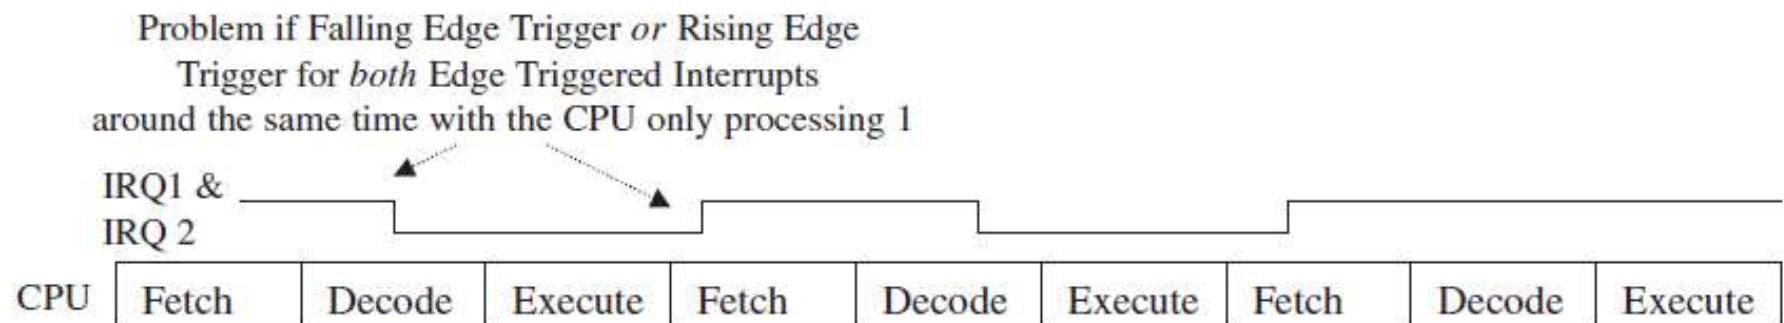 Problem if Falling Edge Trigger or Rising Edge
Trigger for both Edge Triggered Interrupts
around the same time with the CPU only processing 1
IRQ1 &
IRQ 2
CPU Fetch Decode Execute Fetch Decode Execute Fetch Decode Execute